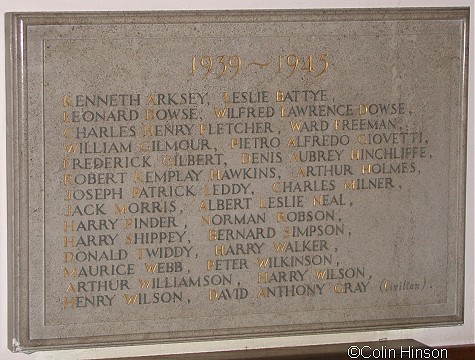 1939 ~ 1945
KENNETH ARKSEY, LESLIE BATTYE,
LEONARD DOWSE, WILFRED LAWRENCE DOWSE,
CHARLES HENRY FLETCHER, WARD FREEMAN,
WILLIAM GILMOUR, PIETRO ALFREDO GIOVETTI,
FREDERICK GILBERT, DENIS AUBREY HINCHLIFFE,
ROBERT KEMPLAY HAWKINS, ARTHUR HOLMES,
JOSEPH PATRICK LEDDY, CHARLES MILNER,
JACK MORRIS, ALBERT LESLIE NEAL,
HARRY PINDER, NORMAN ROBSON,
HARRY SHIPPEY, BERNARD SIMPSON,
DONALD TWIDDY, HARRY WALKER,
MAURICE WEBB, PETER WILKINSON,
ARTHUR WILLIAMSON, HARRY WILSON,
HENRY WILSON, DAVID ANTHONY GRAY (Civilian).
©Colin Hinson